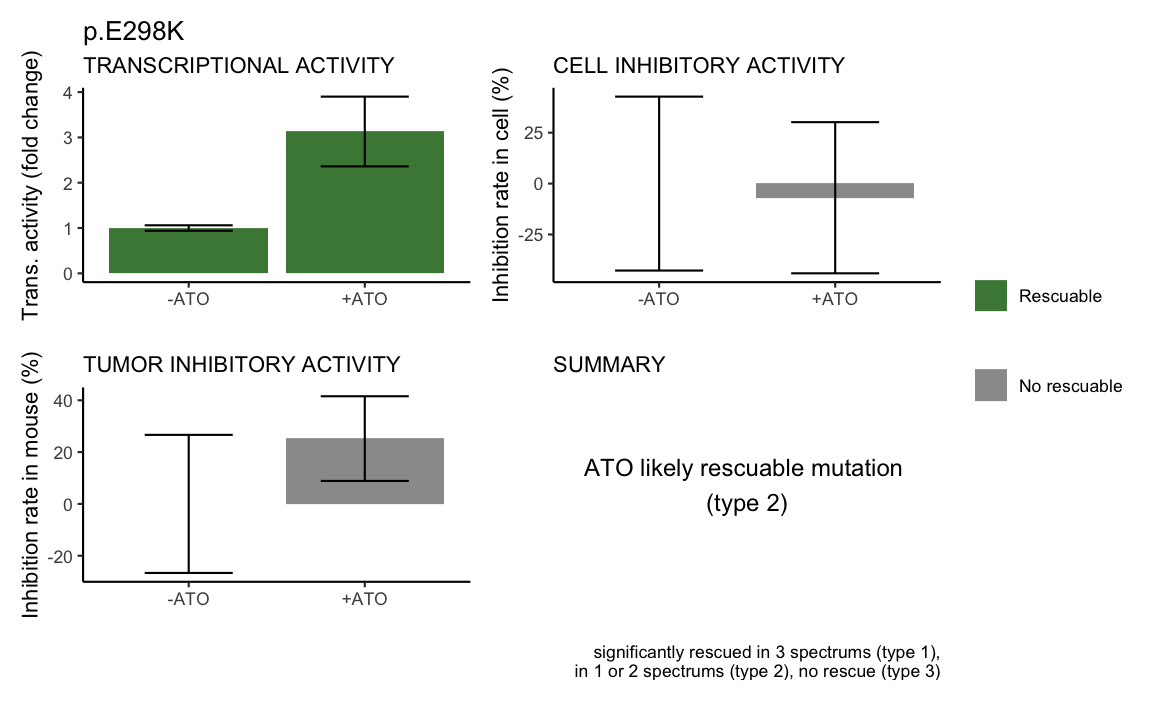 p.E298K
TRANSCRIPTIONAL ACTIVITY
Trans. activity (fold change)
4
3
2
1
0
-ATO
+ATO
CELL INHIBITORY ACTIVITY
Inhibition rate in cell (%)
25
0
-25
-ATO
+ATO
Rescuable
No rescuable
TUMOR INHIBITORY ACTIVITY
Inhibition rate in mouse (%)
40
20
0
-20
-ATO
+ATO
SUMMARY
ATO likely rescuable mutation
(type 2)
significantly rescued in 3 spectrums (type 1),
in 1 or 2 spectrums (type 2), no rescue (type 3)